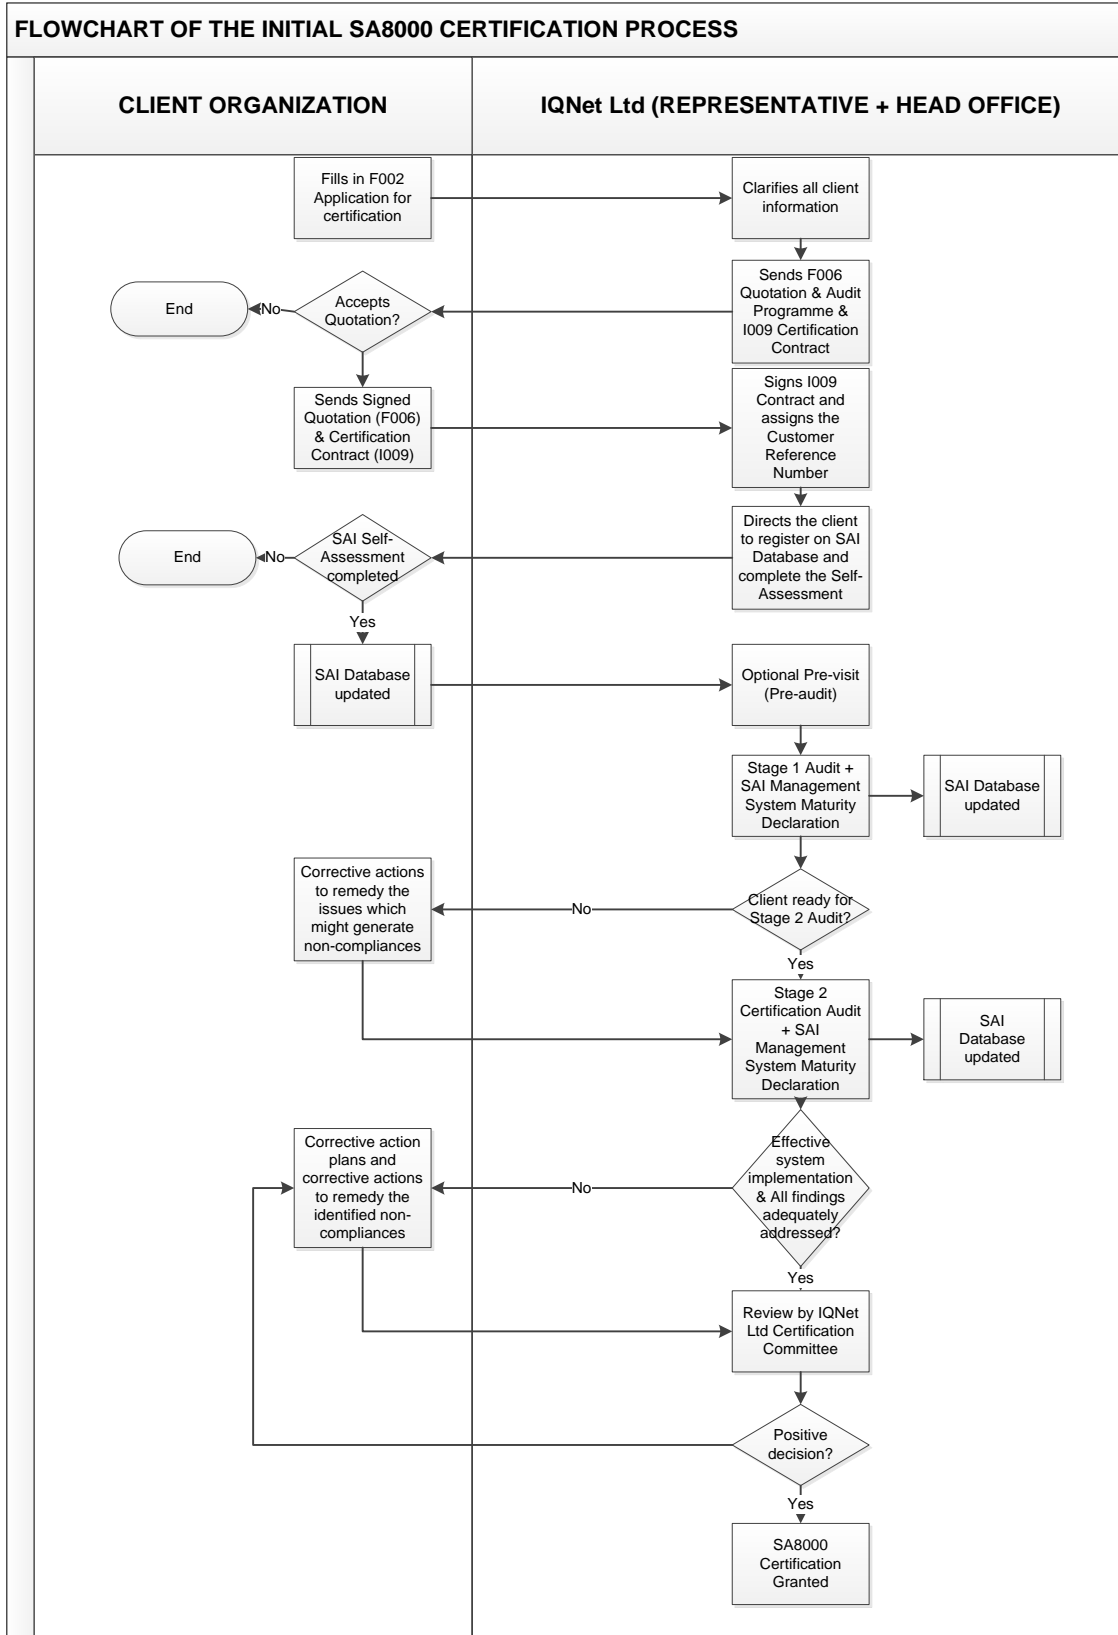 FLOWCHART OF THE INITIAL SA8000 CERTIFICATION PROCESS
CLIENT ORGANIZATION
IQNet Ltd (REPRESENTATIVE + HEAD OFFICE)
Fills in F002
Application for
certification
Clarifies all client
information
Sends F006
Quotation & Audit
Programme &
I009 Certification
Contract
Accepts
Quotation?
No
End
Sends Signed
Quotation (F006)
& Certification
Contract (I009)
Signs I009
Contract and
assigns the
Customer
Reference
Number
Directs the client
to register on SAI
Database and
complete the Self-
Assessment
SAI Self-
Assessment
completed
No
End
Yes
SAI Database
updated
Optional Pre-visit
(Pre-audit)
Stage 1 Audit +
SAI Management
System Maturity
Declaration
SAI Database
updated
Client ready for
Stage 2 Audit?
No
Corrective actions
to remedy the
issues which
might generate
non-compliances
Yes
Stage 2
Certification Audit
+ SAI
Management
System Maturity
Declaration
SAI
Database
updated
Effective
system
implementation
& All findings
adequately
addressed?
No
Corrective action
plans and
corrective actions
to remedy the
identified non-
compliances
Yes
Review by IQNet
Ltd Certification
Committee
Positive
decision?
Yes
SA8000
Certification
Granted